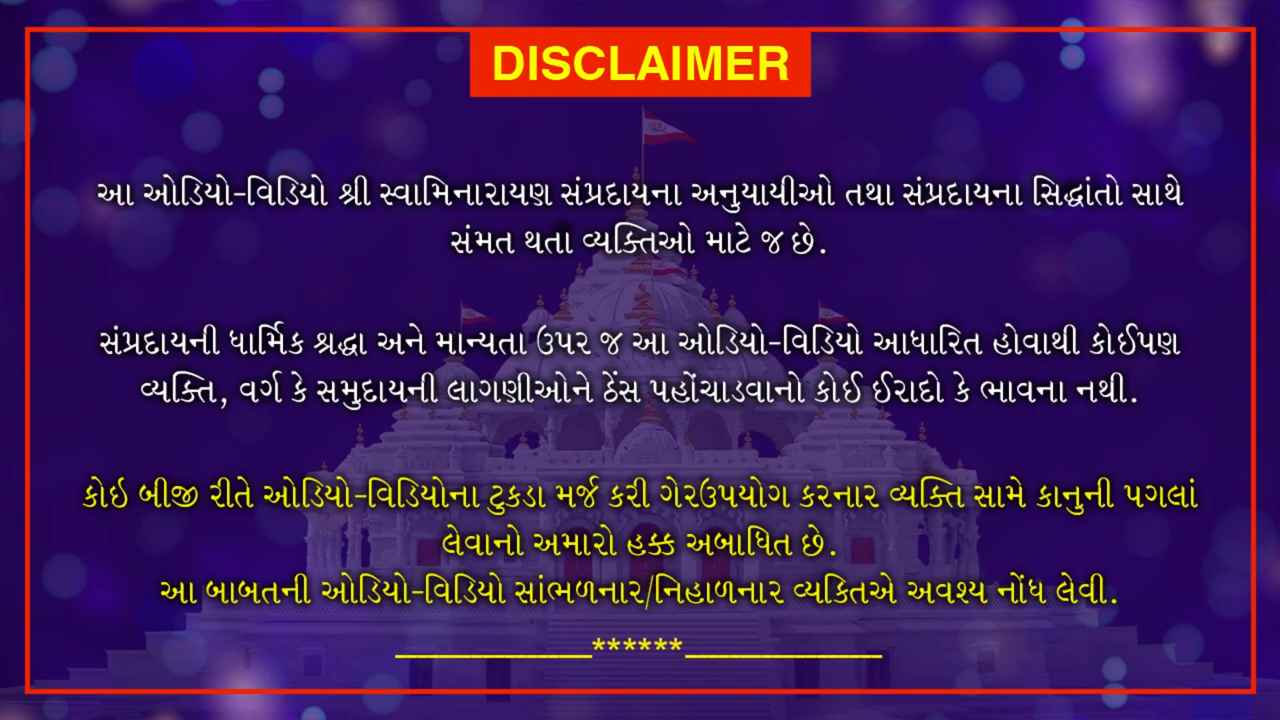 DISCLAIMER
આ ઓડિયો-વિડિયો શ્રી સ્વામિનારાયણ સંપ્રદાયના અનુયાયીઓ તથા સંપ્રદાયના સિદ્ધાંતો સાથે
સંમત થતા વ્યક્તિઓ માટે જ છે.
સંપ્રદાયની ધાર્મિક શ્રદ્ધા અને માન્યતા ઉપર જ આ ઓડિયો-વિડિયો આધારિત હોવાથી કોઈપણ
વ્યક્તિ, વર્ગ કે સમુદાયની લાગણીઓને ઠેંસ પહોંચાડવાનો કોઈ ઈરાદો કે ભાવના નથી.
કોઇ બીજી રીતે ઓડિયો-વિડિયોના ટુકડા મર્જ કરી ગેરઉપયોગ કરનાર વ્યક્તિ સામે કાનુની પગલાં
લેવાનો અમારો હક્ક અબાધિત છે.
આ બાબતની ઓડિયો-વિડિયો સાંભળનાર/નિહાળનાર વ્યકિતએ અવશ્ય નોંધ લેવી.
_______________******_______________